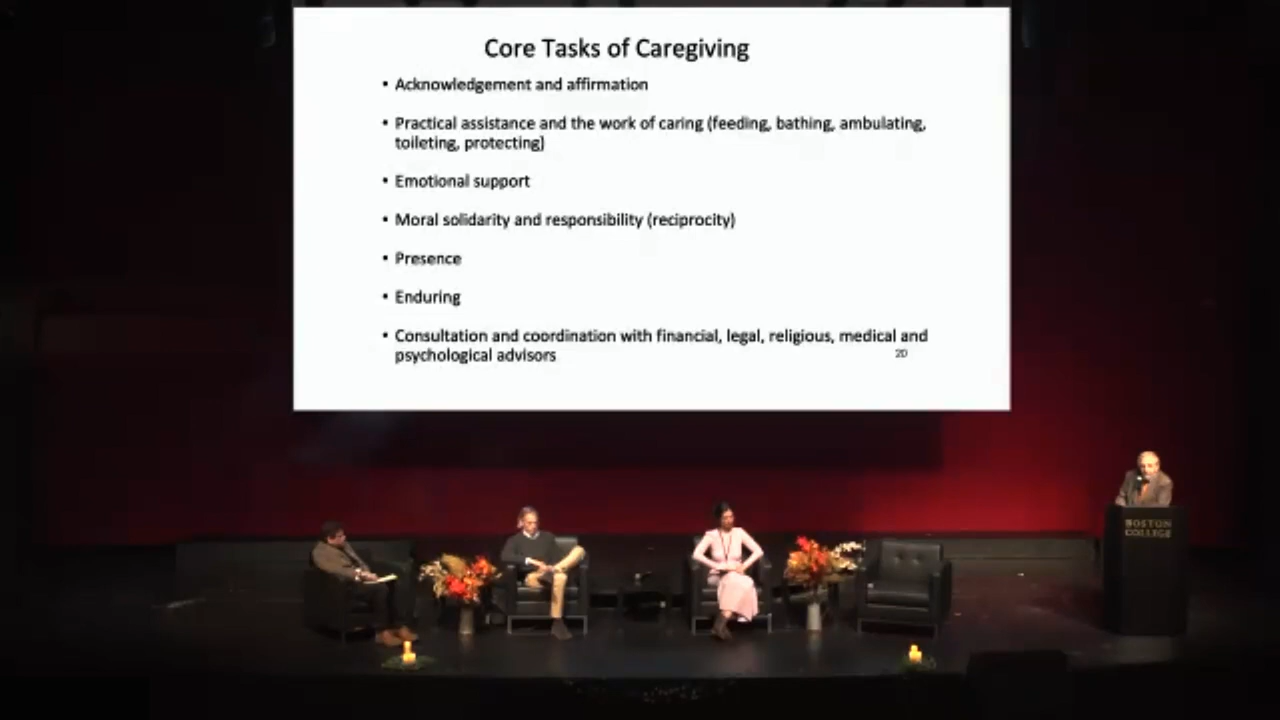 Core Tasks of Caregiving
• Acknowledgement and affirmation
• Practical assistance and the work of caring (feeding, bathing, ambulating,
toileting, protecting)
• Emotional support
• Moral solidarity and responsibility (reciprocity)
• Presence
• Enduring
• Consultation and coordination with financial, legal, religious, medical and
psychological advisors
20
BOSTON
COLLEGE